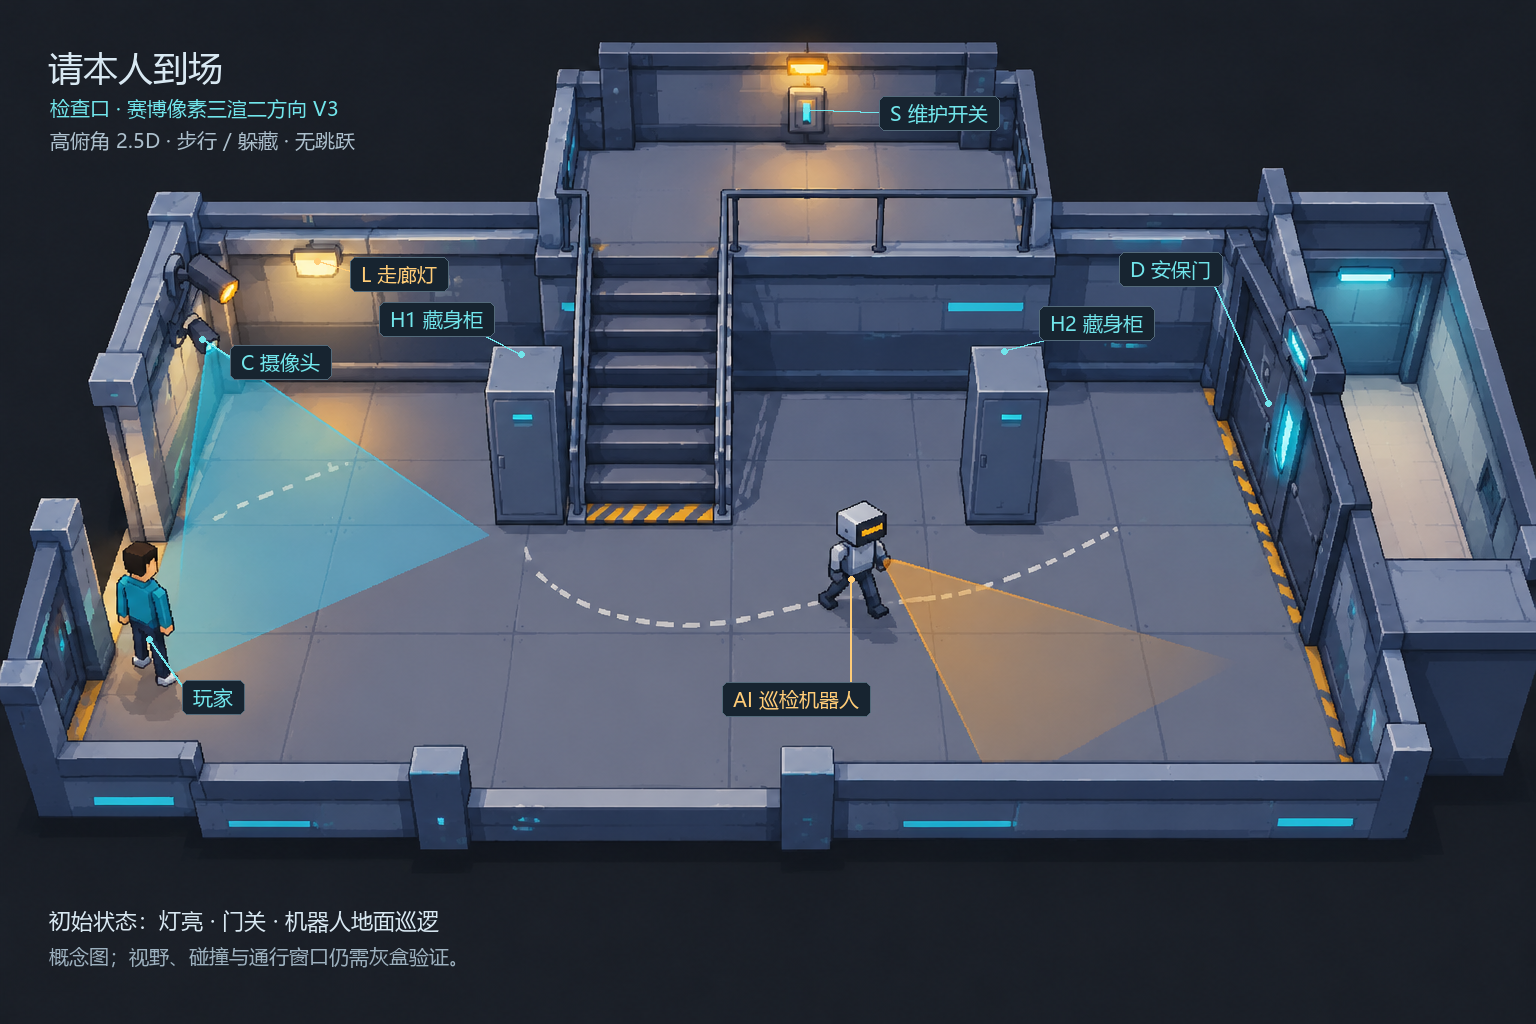 请本人到场
检查口 · 赛博像素三渲二方向 V3
高俯角 2.5D · 步行 / 躲藏 · 无跳跃
S 维护开关
L 走廊灯
D 安保门
H1 藏身柜
H2 藏身柜
C 摄像头
玩家
AI 巡检机器人
初始状态：灯亮 · 门关 · 机器人地面巡逻
概念图；视野、碰撞与通行窗口仍需灰盒验证。